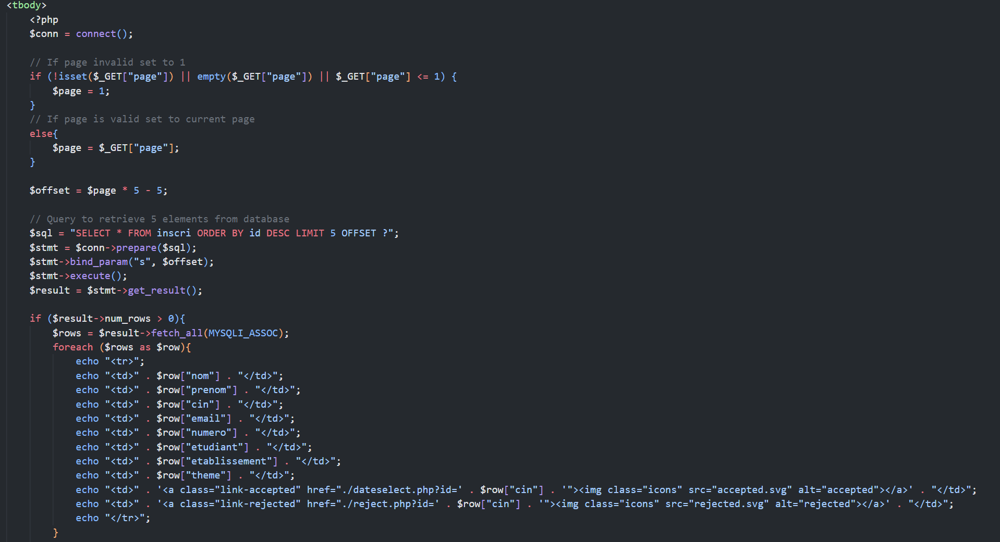 <tbody>
<?php
$conn = connect();
// If page invalid set to 1
if (!isset($_GET["page"]) || empty($_GET["page"]) || $_GET["page"] <= 1) {
$page = 1;
}
// If page is valid set to current page
else{
$page = $_GET["page"];
}
$offset = $page * 5 - 5;
// Query to retrieve 5 elements from database
$sql = "SELECT * FROM inscri ORDER BY id DESC LIMIT 5 OFFSET ?";
$stmt = $conn->prepare($sql);
$stmt->bind_param("s", $offset);
$stmt->execute();
$result = $stmt->get_result();
if ($result->num_rows > 0){
$rows = $result->fetch_all(MYSQLI_ASSOC);
foreach ($rows as $row){
echo "<tr>";
echo "<td>" . $row["nom"] . "</td>";
echo "<td>" . $row["prenom"] . "</td>";
echo "<td>" . $row["cin"] . "</td>";
echo "<td>" . $row["email"] . "</td>";
echo "<td>" . $row["numero"] . "</td>";
echo "<td>" . $row["etudiant"] . "</td>";
echo "<td>" . $row["etablissement"] . "</td>";
echo "<td>" . $row["theme"] . "</td>";
echo "<td>" . '<a class="link-accepted" href="./dateselect.php?id=' . $row["cin"] . '"><img class="icons" src="accepted.svg" alt="accepted"></a>' . "</td>";
echo "<td>" . '<a class="link-rejected" href="./reject.php?id=' . $row["cin"] . '"><img class="icons" src="rejected.svg" alt="rejected"></a>' . "</td>";
echo "</tr>";
}